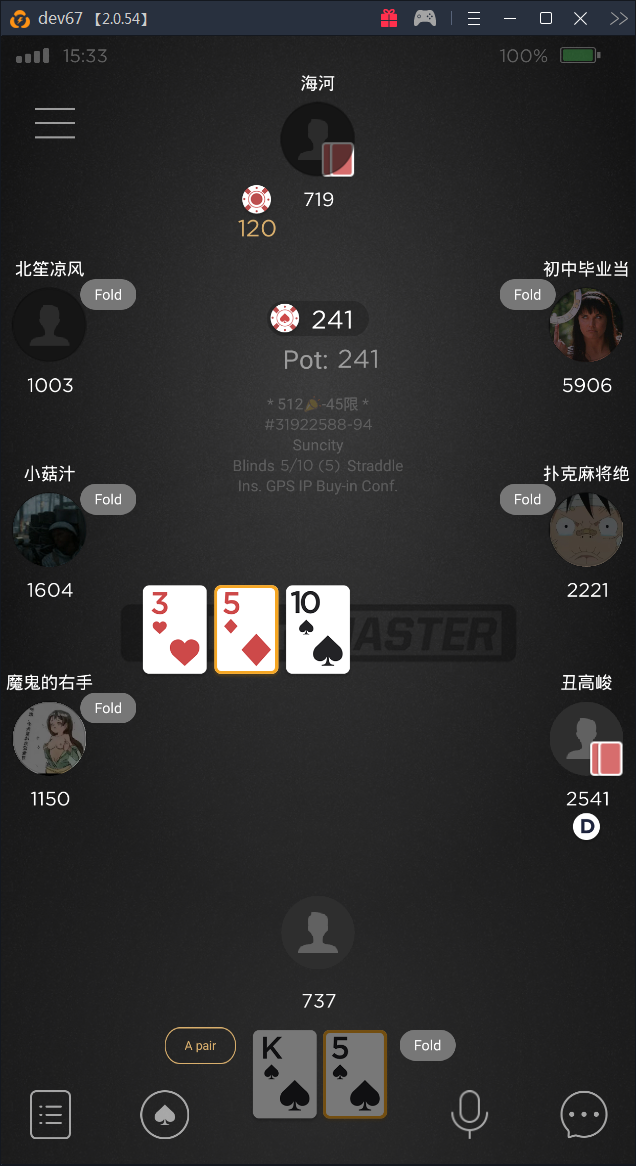 dev67 【2.0.54】
15:33
100%
海河
719
120
北笙凉风
Fold
1003
初中毕业当
Fold
5906
241
Pot: 241
* 512🍕-45限 *
#31922588-94
Suncity
Blinds 5/10 (5) Straddle
Ins. GPS IP Buy-in Conf.
小菇汁
Fold
1604
扑克麻将绝
Fold
2221
3
5
10
ASTER
魔鬼的右手
Fold
1150
丑高峻
2541
D
737
A pair
K
5
Fold